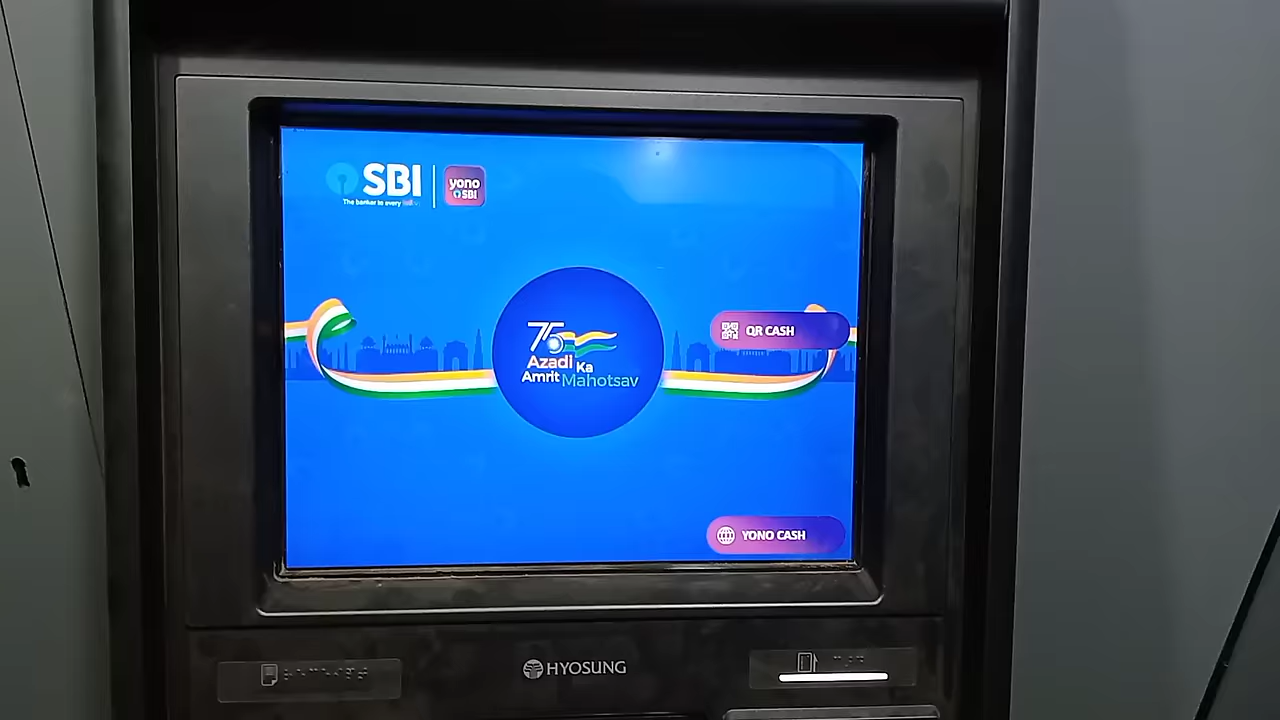 SBI
The banker to every
yono
SBI
75
Azadi Ka
Amrit Mahotsav
QR CASH
YONO CASH
HYOSUNG